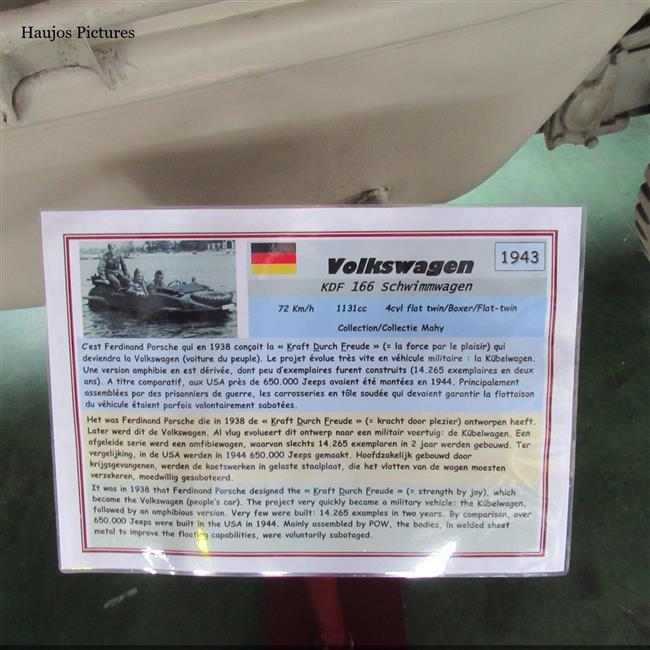 Haujos Pictures
Volkswagen
1943
KDF 166 Schwimmwagen
72 Km/h 1131cc 4cyl flat twin/Boxer/Flat-twin
Collection/Collectie Mahy
C'est Ferdinand Porsche qui en 1938 conçoit la « Kraft Durch Freude » (= la force par le plaisir) qui
deviendra la Volkswagen (voiture du peuple). Le projet évolue très vite en véhicule militaire : la Kübelwagen.
Une version amphibie en est dérivée, dont peu d'exemplaires furent construits (14.265 exemplaires en deux
ans). A titre comparatif, aux USA près de 650.000 Jeeps avaient été montées en 1944. Principalement
assemblées par des prisonniers de guerre, les carrosseries en tôle soudée qui devaient garantir la flottaison
du véhicule étaient parfois volontairement sabotées.
Het was Ferdinand Porsche die in 1938 de « Kraft Durch Freude » (= kracht door plezier) ontworpen heeft.
Later werd dit de Volkswagen. Al vlug evolueert dit ontwerp naar een militair voertuig: de Kübelwagen. Een
afgeleide serie werd een amfibiewagen, waarvan slechts 14.265 exemplaren in 2 jaar werden gebouwd. Ter
vergelijking, in de USA werden in 1944 650.000 Jeeps gemaakt. Hoofdzakelijk gebouwd door
krijgsgevangenen, werden de koetswerken in gelaste staalplaat, die het vlotten van de wagen moesten
verzekeren, moedwillig gesaboteerd.
It was in 1938 that Ferdinand Porsche designed the « Kraft Durch Freude » (= strength by joy), which
became the Volkswagen (people's car). The project very quickly became a military vehicle: the Kübelwagen,
followed by an amphibious version. Very few were built: 14.265 examples in two years. By comparison, over
650.000 Jeeps were built in the USA in 1944. Mainly assembled by POW, the bodies, in welded sheet
metal to improve the floating capabilities, were voluntarily sabotaged.